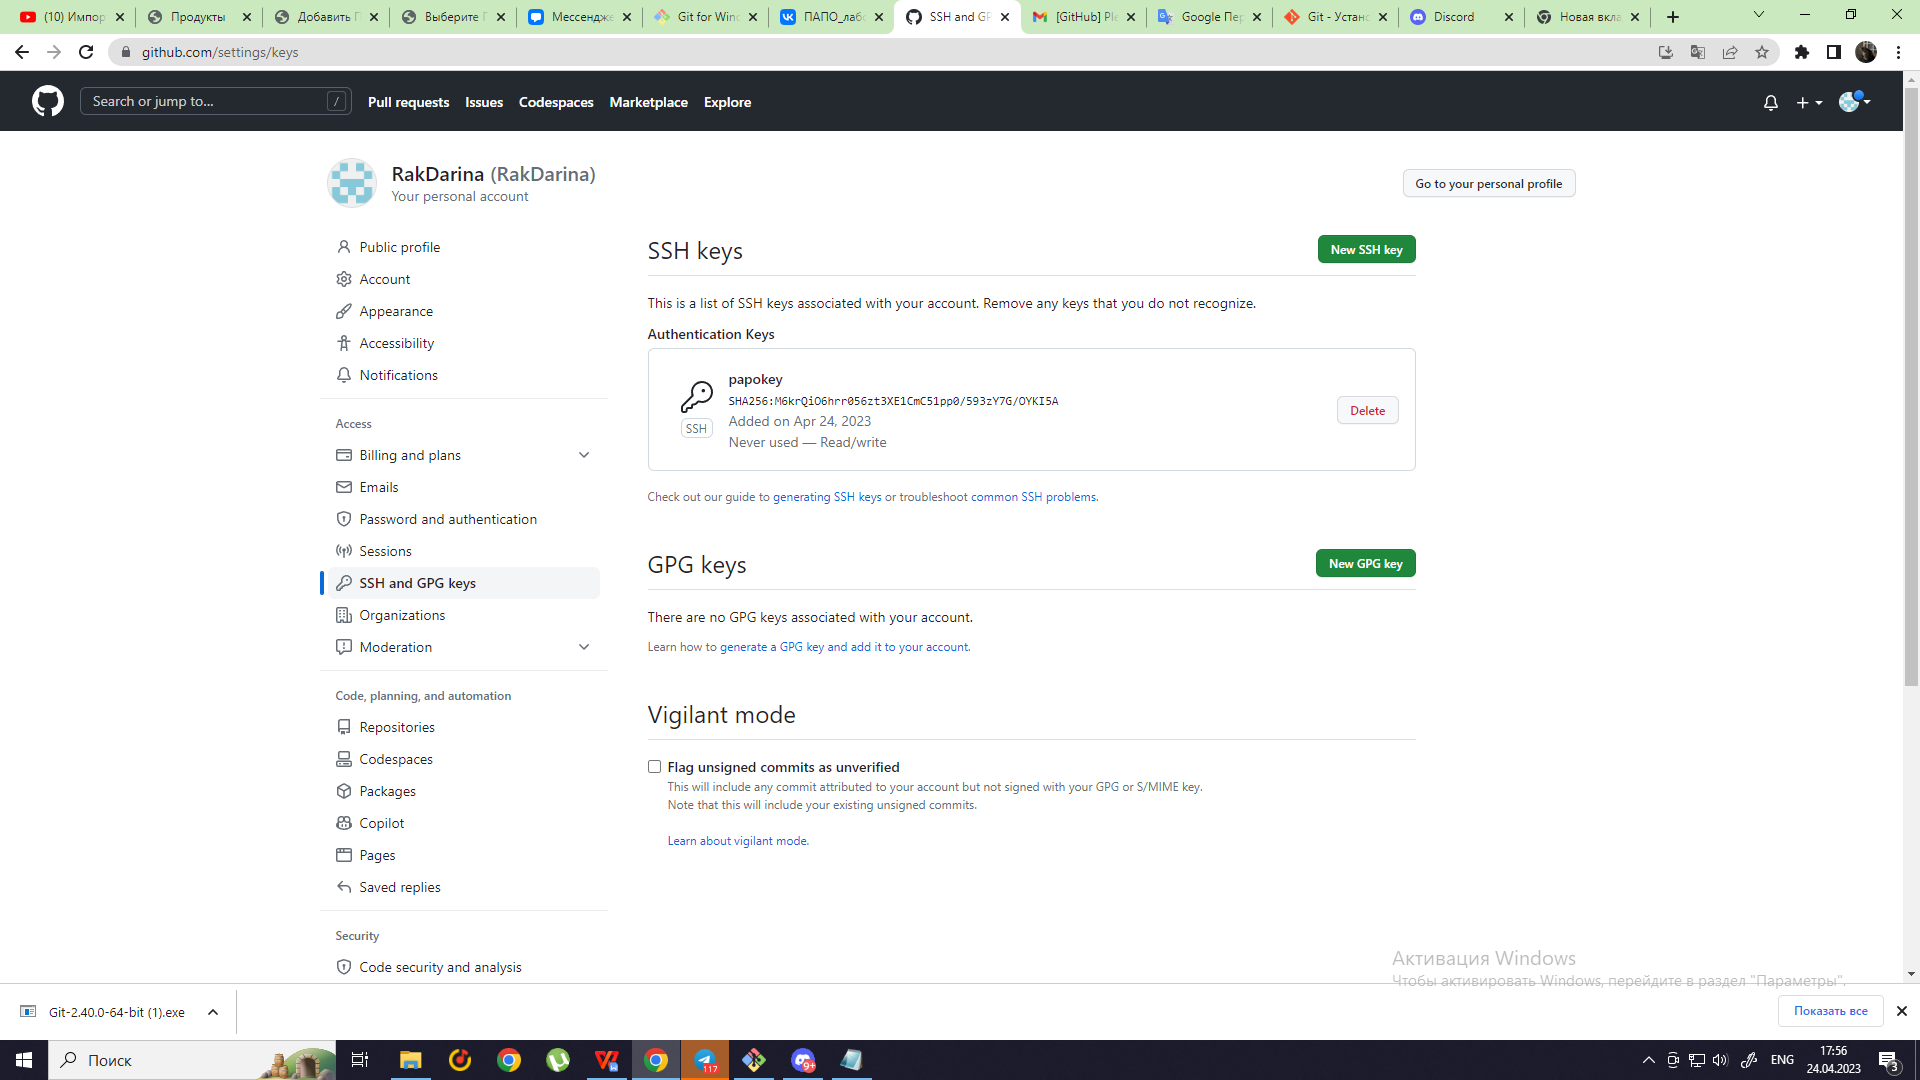 (10) Импор
Продукты
Добавить Г
Выберите Г
Мессендже
Git for Winc
ПАПО_лабс
SSH and GP
[GitHub] Ple
Google Пер
Git - Устано
Discord
Новая вкла
github.com/settings/keys
Search or jump to...
/
Pull requests
Issues
Codespaces
Marketplace
Explore
RakDarina (RakDarina)
Your personal account
Go to your personal profile
Public profile
Account
Appearance
Accessibility
Notifications
Access
Billing and plans
Emails
Password and authentication
Sessions
SSH and GPG keys
Organizations
Moderation
Code, planning, and automation
Repositories
Codespaces
Packages
Copilot
Pages
Saved replies
Security
Code security and analysis
SSH keys
New SSH key
This is a list of SSH keys associated with your account. Remove any keys that you do not recognize.
Authentication Keys
papokey
SHA256:M6krQiO6hrr056zt3XE1CmC51pp0/593zY7G/OYKI5A
Added on Apr 24, 2023
Never used — Read/write
SSH
Delete
Check out our guide to generating SSH keys or troubleshoot common SSH problems.
GPG keys
New GPG key
There are no GPG keys associated with your account.
Learn how to generate a GPG key and add it to your account.
Vigilant mode
Flag unsigned commits as unverified
This will include any commit attributed to your account but not signed with your GPG or S/MIME key.
Note that this will include your existing unsigned commits.
Learn about vigilant mode.
Активация Windows
Чтобы активировать Windows, перейдите в раздел "Параметры".
Git-2.40.0-64-bit (1).exe
Показать все
Поиск
117
9+
ENG
17:56
24.04.2023
3